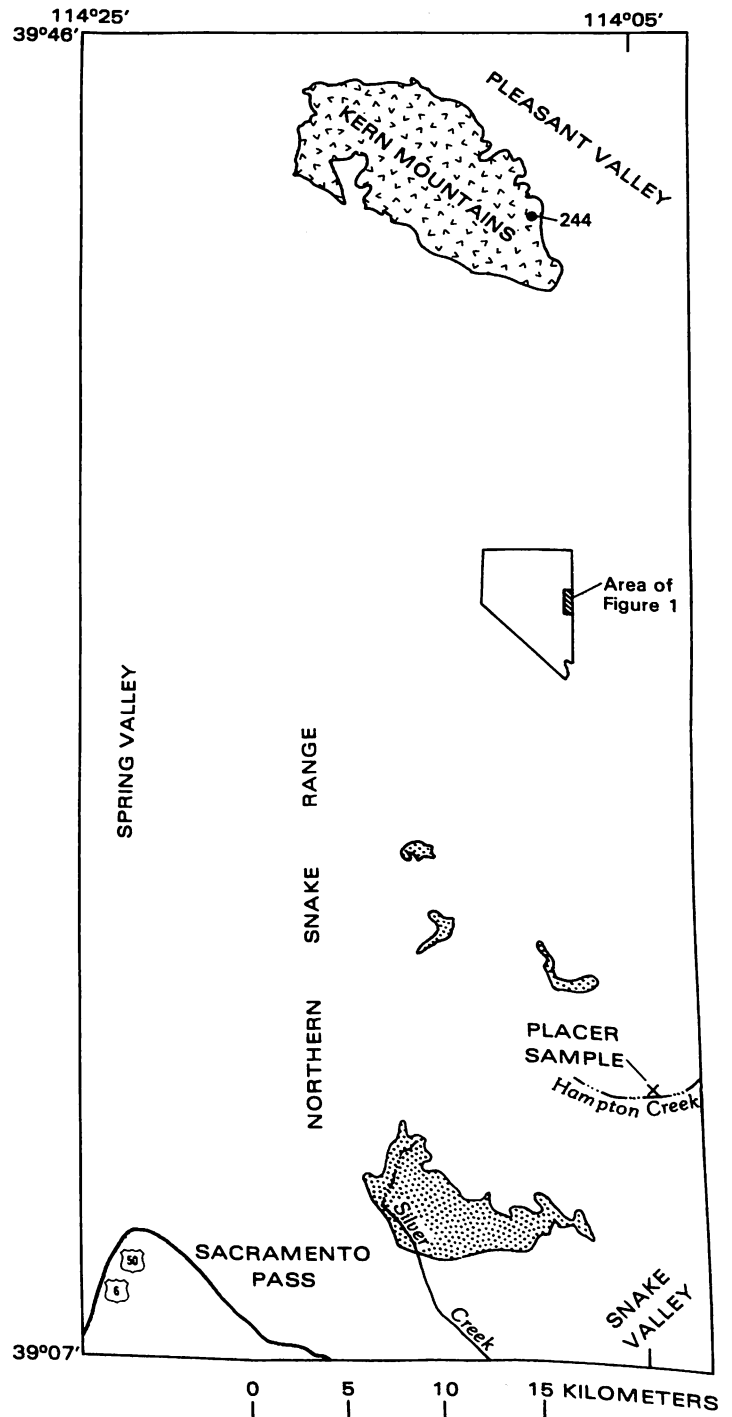 114°25′
114°05′
39°46′
PLEASANT VALLEY
KERN MOUNTAINS
244
Area of
Figure 1
SPRING VALLEY
NORTHERN SNAKE RANGE
PLACER
SAMPLE
Hampton Creek
Silver
Creek
SACRAMENTO
PASS
50
6
SNAKE
VALLEY
39°07′
0 5 10 15 KILOMETERS